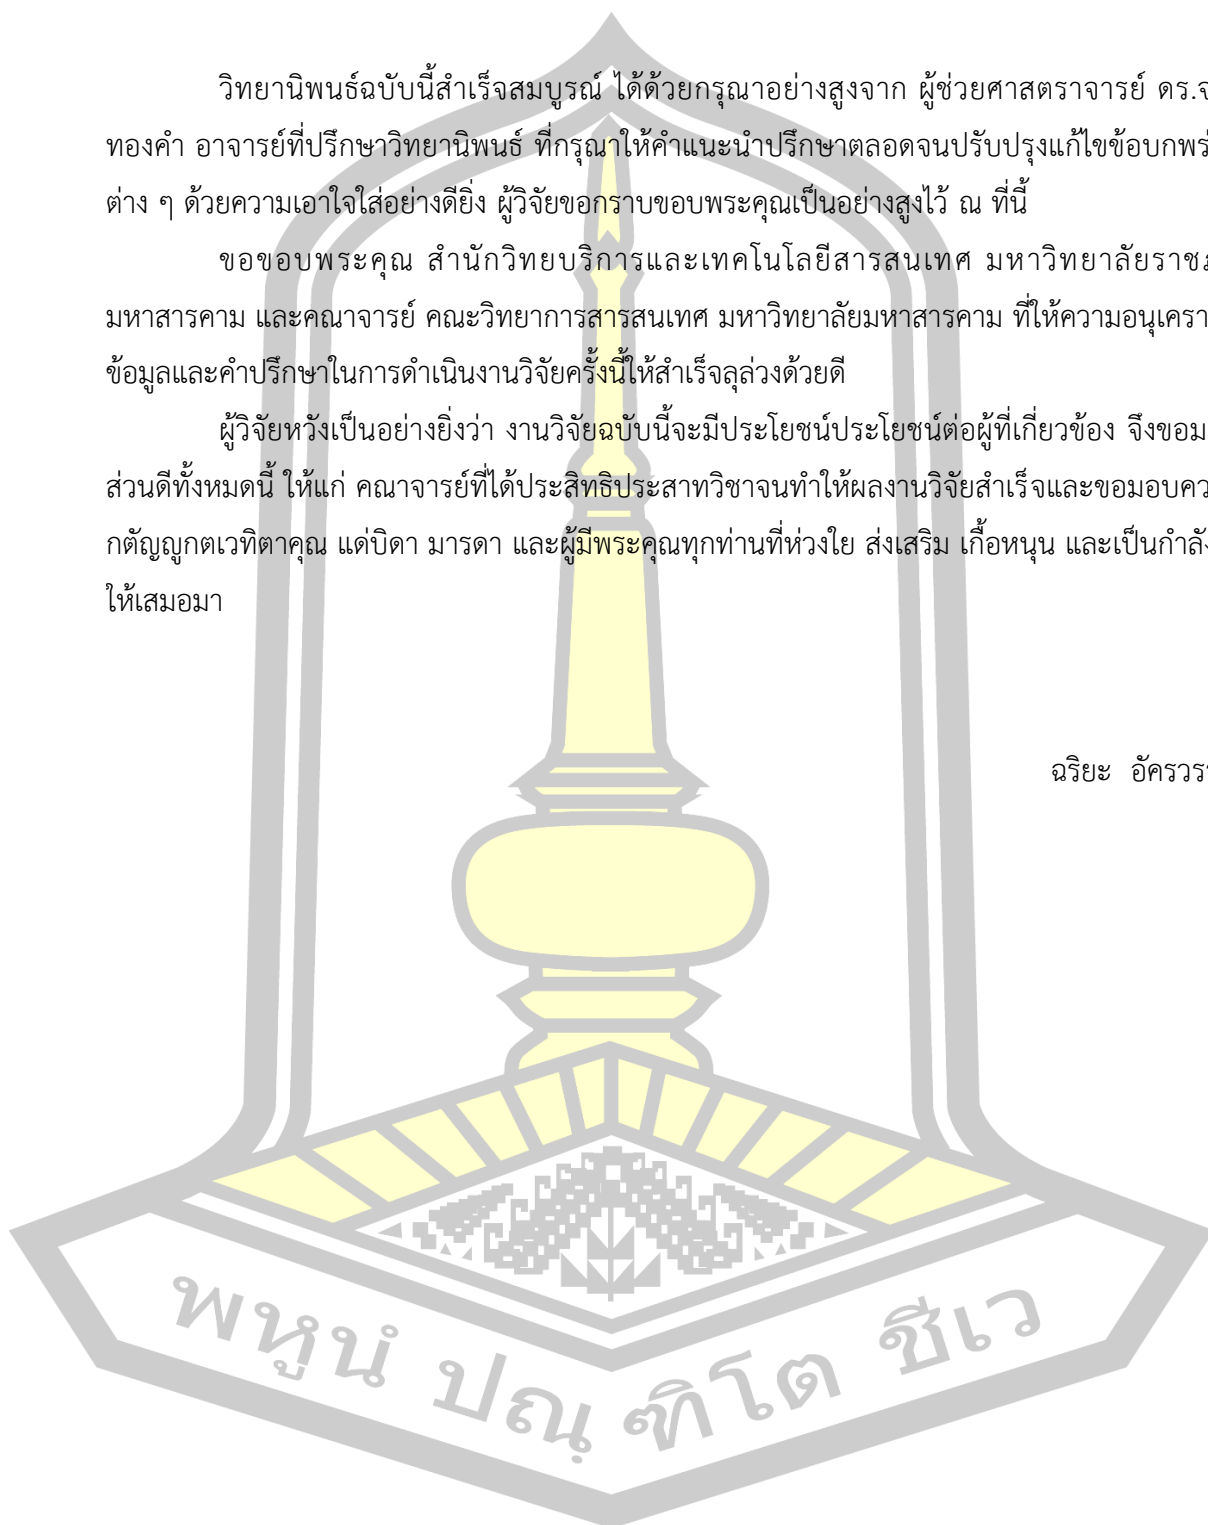 วิทยานิพนธ์ฉบับนี้สำเร็จสมบูรณ์ ได้ด้วยกรุณาอย่างสูงจาก ผู้ช่วยศาสตราจารย์ ดร.จ
ทองคำ อาจารย์ที่ปรึกษาวิทยานิพนธ์ ที่กรุณาให้คำแนะนำปรึกษาตลอดจนปรับปรุงแก้ไขข้อบกพร่
ต่าง ๆ ด้วยความเอาใจใส่อย่างดียิ่ง ผู้วิจัยขอกราบขอบพระคุณเป็นอย่างสูงไว้ ณ ที่นี้
ขอขอบพระคุณ สำนักวิทยบริการและเทคโนโลยีสารสนเทศ มหาวิทยาลัยราชภ
มหาสารคาม และคณาจารย์ คณะวิทยาการสารสนเทศ มหาวิทยาลัยมหาสารคาม ที่ให้ความอนุเครา
ข้อมูลและคำปรึกษาในการดำเนินงานวิจัยครั้งนี้ให้สำเร็จลุล่วงด้วยดี
ผู้วิจัยหวังเป็นอย่างยิ่งว่า งานวิจัยฉบับนี้จะมีประโยชน์ประโยชน์ต่อผู้ที่เกี่ยวข้อง จึงขอม
ส่วนดีทั้งหมดนี้ ให้แก่ คณาจารย์ที่ได้ประสิทธิประสาทวิชาจนทำให้ผลงานวิจัยสำเร็จและขอมอบคว
กตัญญูกตเวทิตาคุณ แด่บิดา มารดา และผู้มีพระคุณทุกท่านที่ห่วงใย ส่งเสริม เกื้อหนุน และเป็นกำลัง
ให้เสมอมา
ฉริยะ อัครวร
พหูนํ ปณฺฑิโต ชีเว